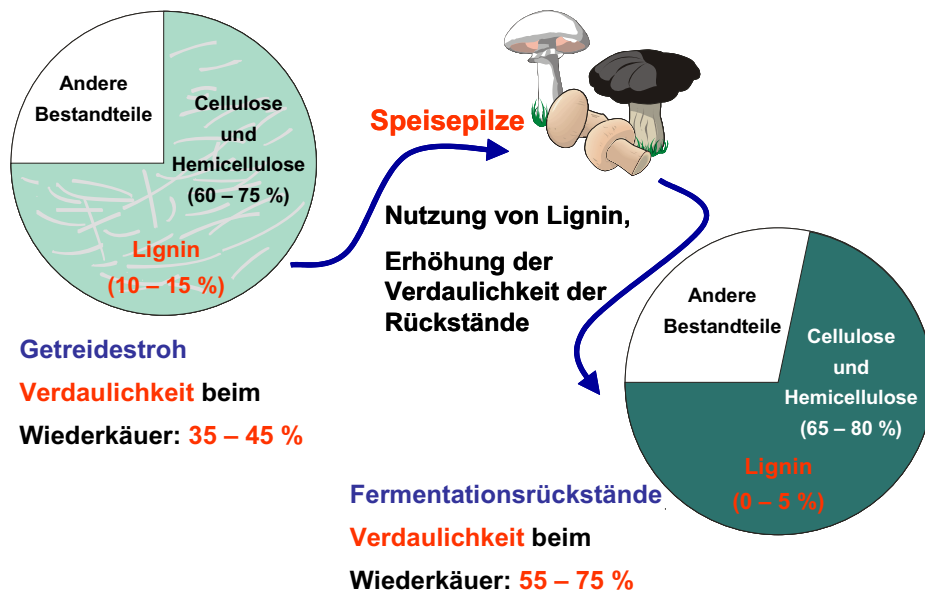 Andere
Bestandteile
Cellulose
und
Hemicellulose
(60 – 75 %)
Lignin
(10 – 15 %)
Getreidestroh
Verdaulichkeit beim
Wiederkäuer: 35 – 45 %
Speisepilze
Nutzung von Lignin,
Erhöhung der
Verdaulichkeit der
Rückstände
Andere
Bestandteile
Cellulose
und
Hemicellulose
(65 – 80 %)
Lignin
(0 – 5 %)
Fermentationsrückstände
Verdaulichkeit beim
Wiederkäuer: 55 – 75 %